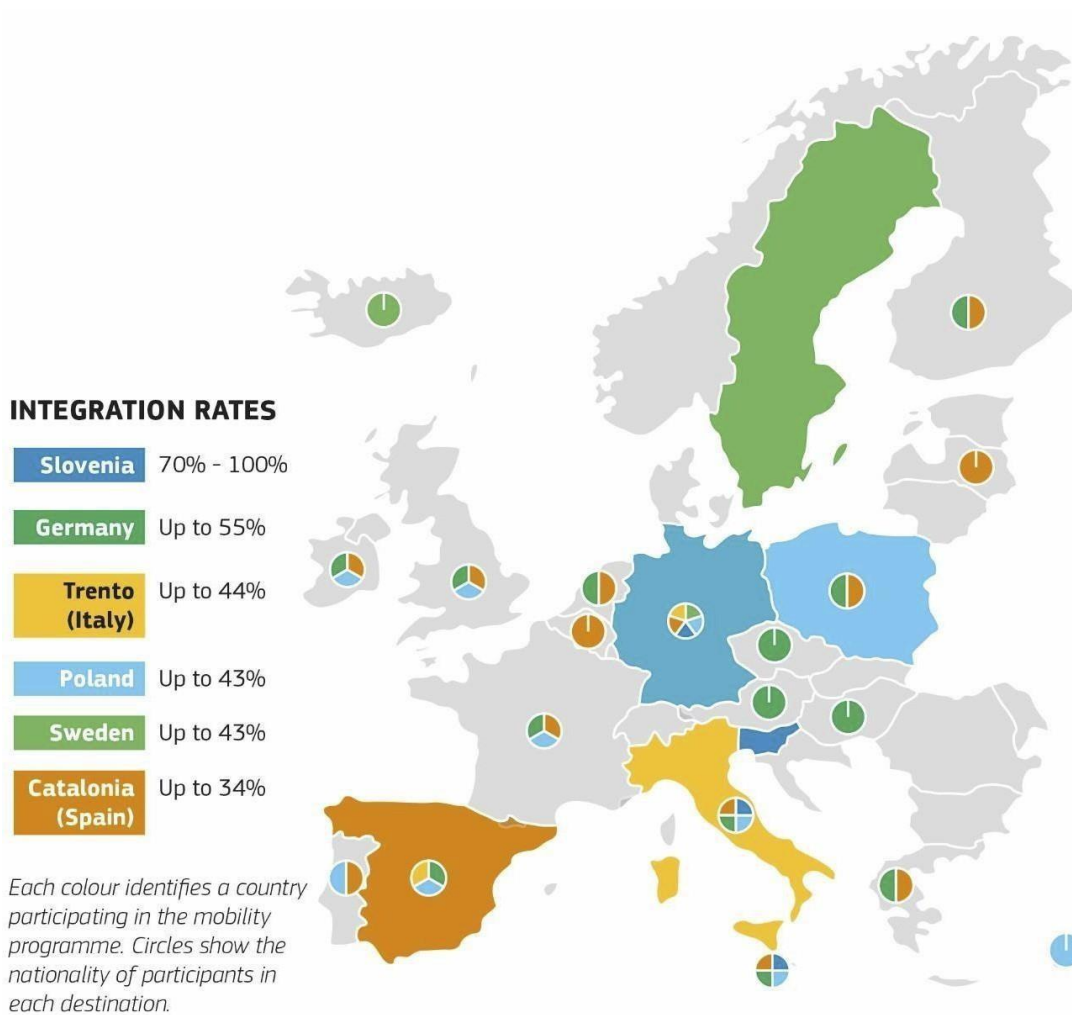 INTEGRATION RATES
Slovenia 70% - 100%
Germany Up to 55%
Trento
(Italy) Up to 44%
Poland Up to 43%
Sweden Up to 43%
Catalonia
(Spain) Up to 34%
Each colour identifies a country
participating in the mobility
programme. Circles show the
nationality of participants in
each destination.